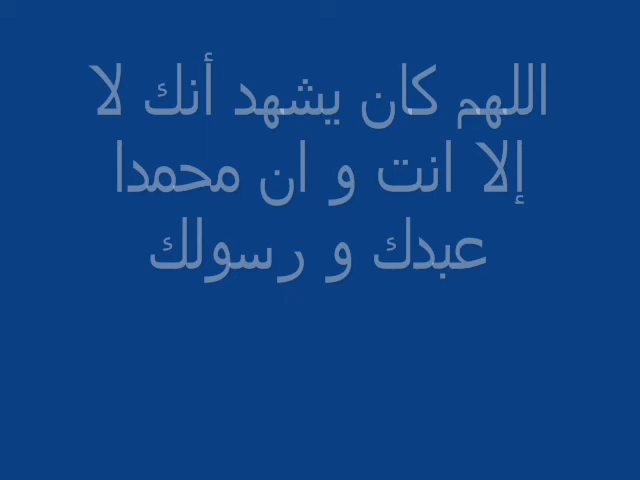 اللهم كان يشهد أنك لا
إلا انت و ان محمدا
عبدك و رسولك